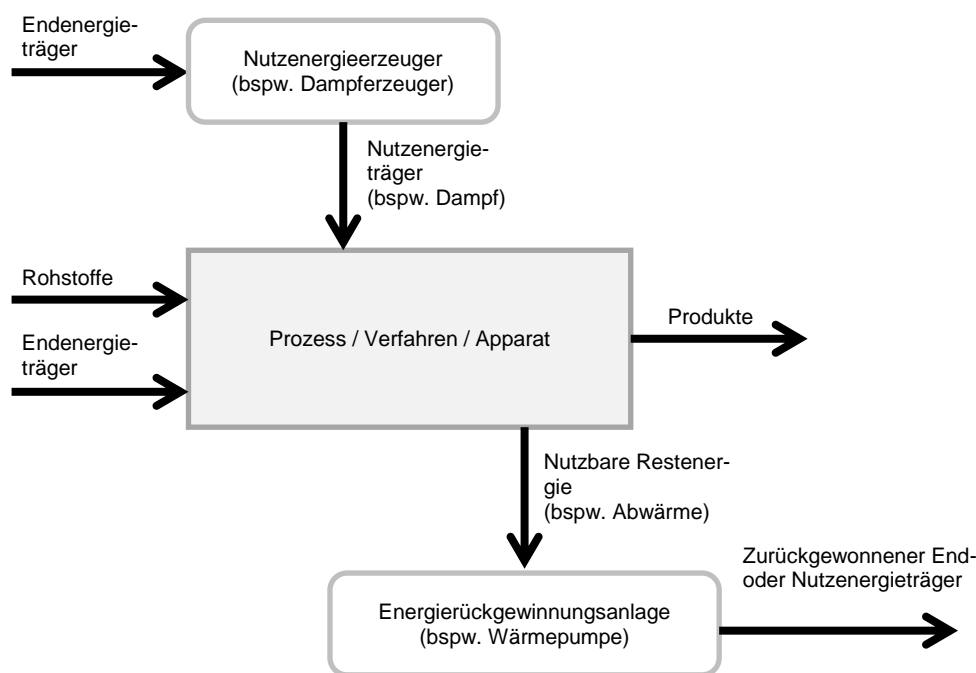 Endenergie-
träger
Nutzenergieerzeuger
(bspw. Dampferzeuger)
Nutzenergie-
träger
(bspw. Dampf)
Rohstoffe
Endenergie-
träger
Prozess / Verfahren / Apparat
Produkte
Nutzbare Restener-
gie
(bspw. Abwärme)
Zurückgewonnener End-
oder Nutzenergieträger
Energierückgewinnungsanlage
(bspw. Wärmepumpe)